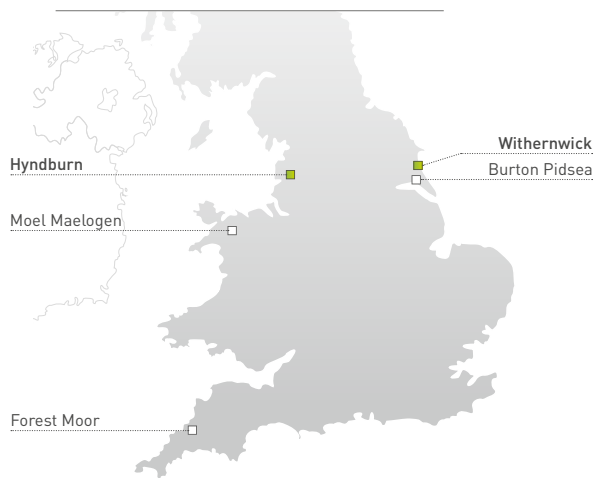 Withernwick
Hyndburn
Burton Pidsea
Moel Maelogen
Forest Moor